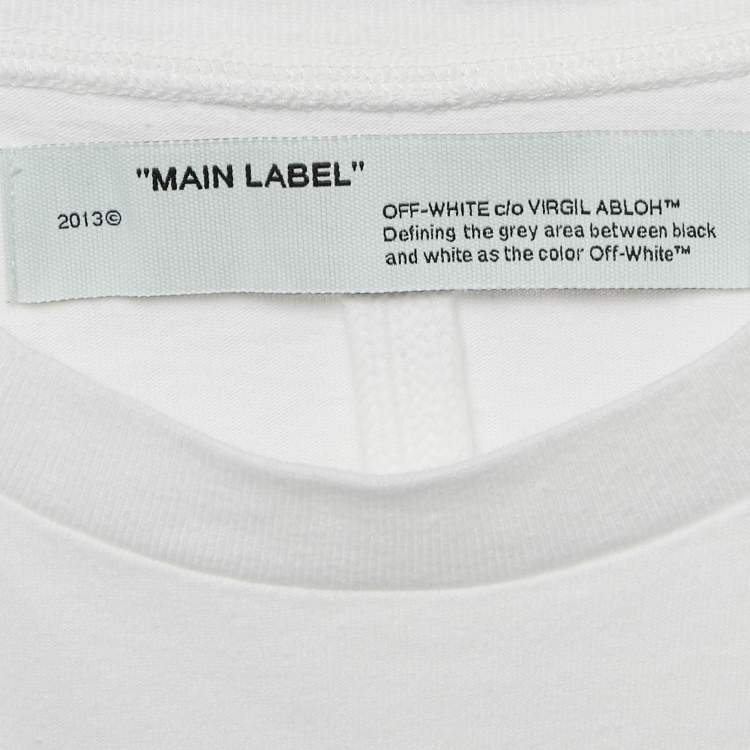 "MAIN LABEL"
2013©
OFF-WHITE c/o VIRGIL ABLOH™
Defining the grey area between black
and white as the color Off-White™